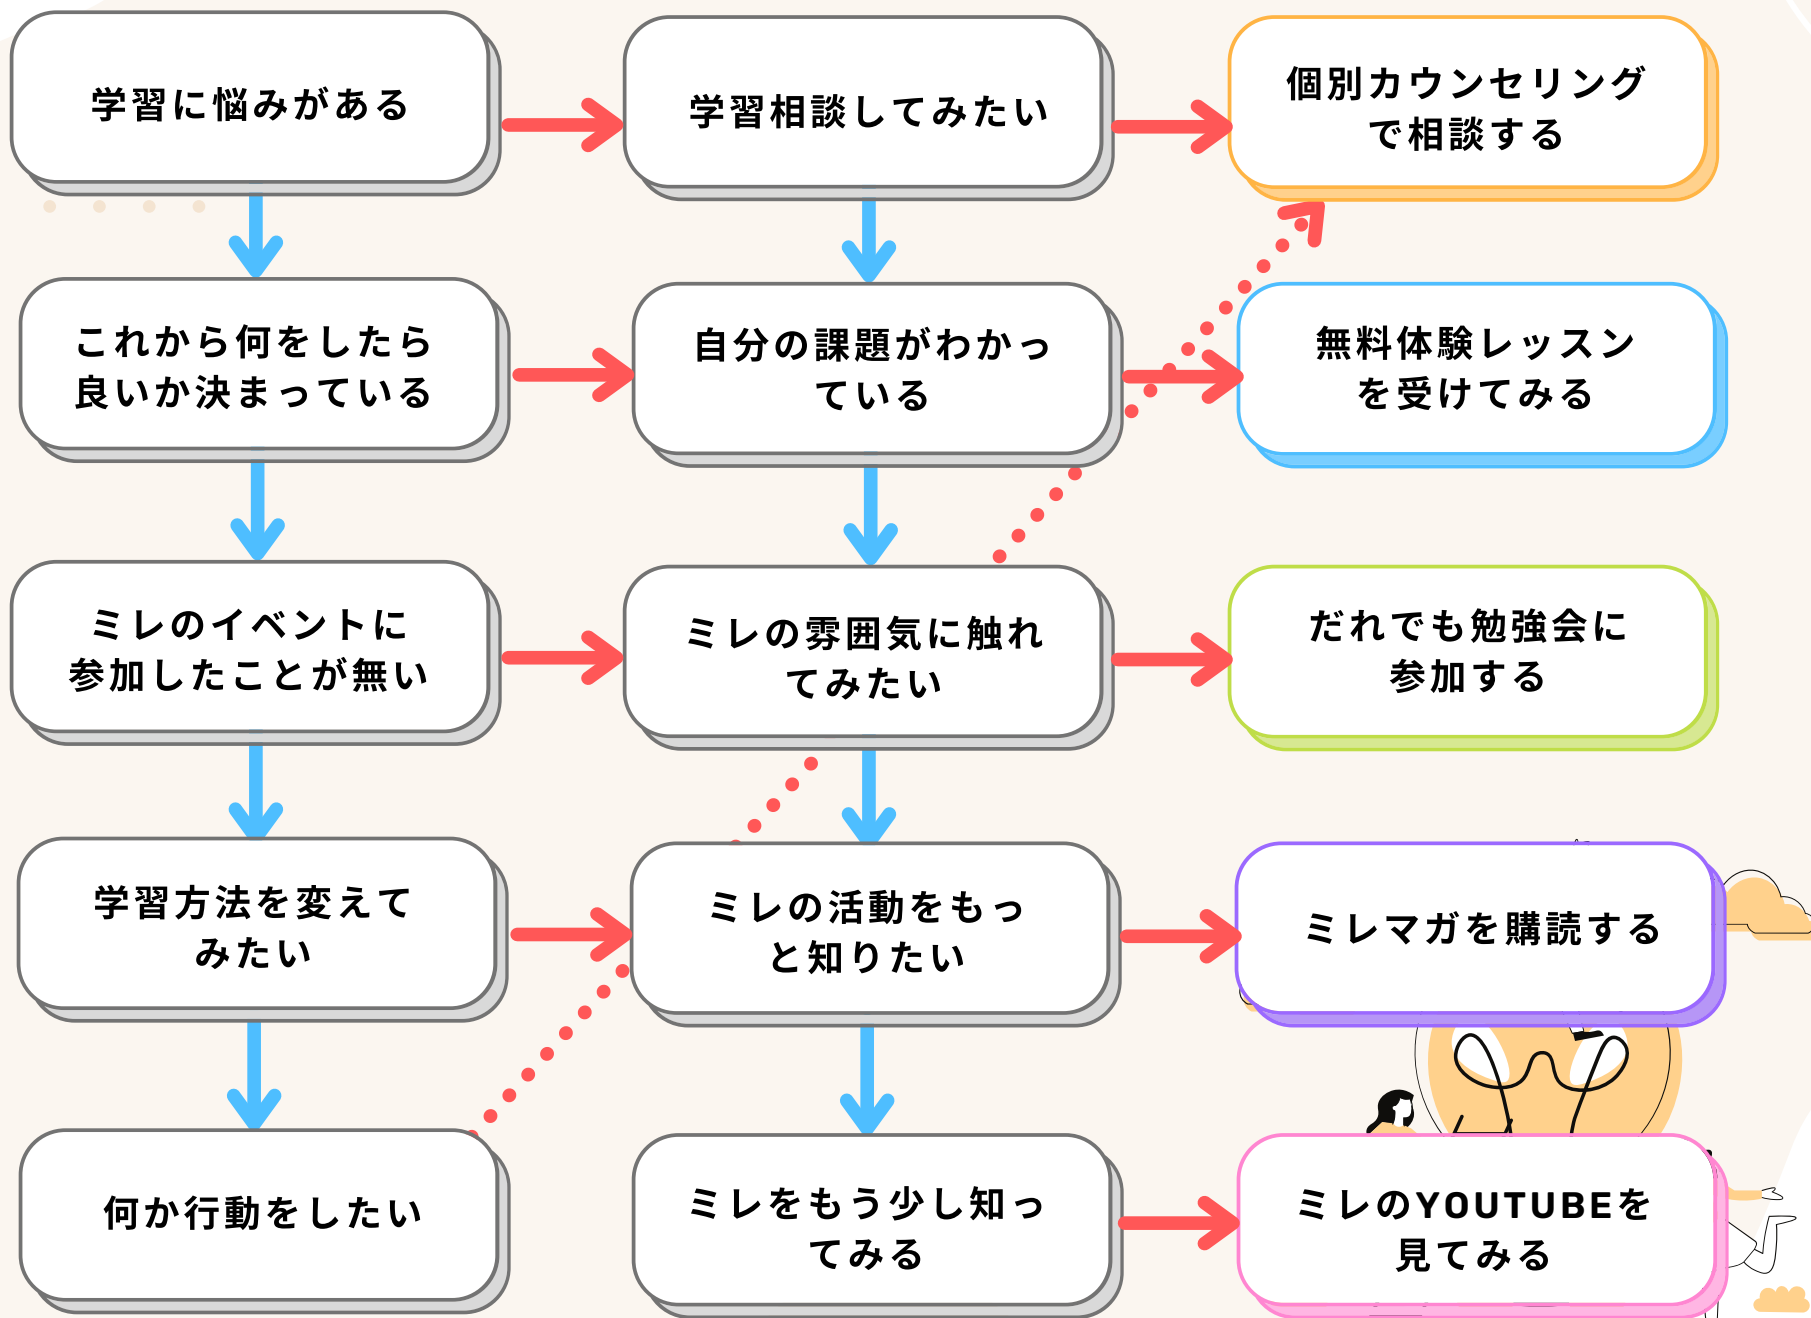 学習に悩みがある
学習相談してみたい
個別カウンセリング
で相談する
これから何をしたら
良いか決まっている
自分の課題がわかっ
ている
無料体験レッスン
を受けてみる
ミレのイベントに
参加したことが無い
ミレの雰囲気に触れ
てみたい
だれでも勉強会に
参加する
学習方法を変えて
みたい
ミレの活動をもっ
と知りたい
ミレマガを購読する
何か行動をしたい
ミレをもう少し知っ
てみる
ミレのYOUTUBEを
見てみる